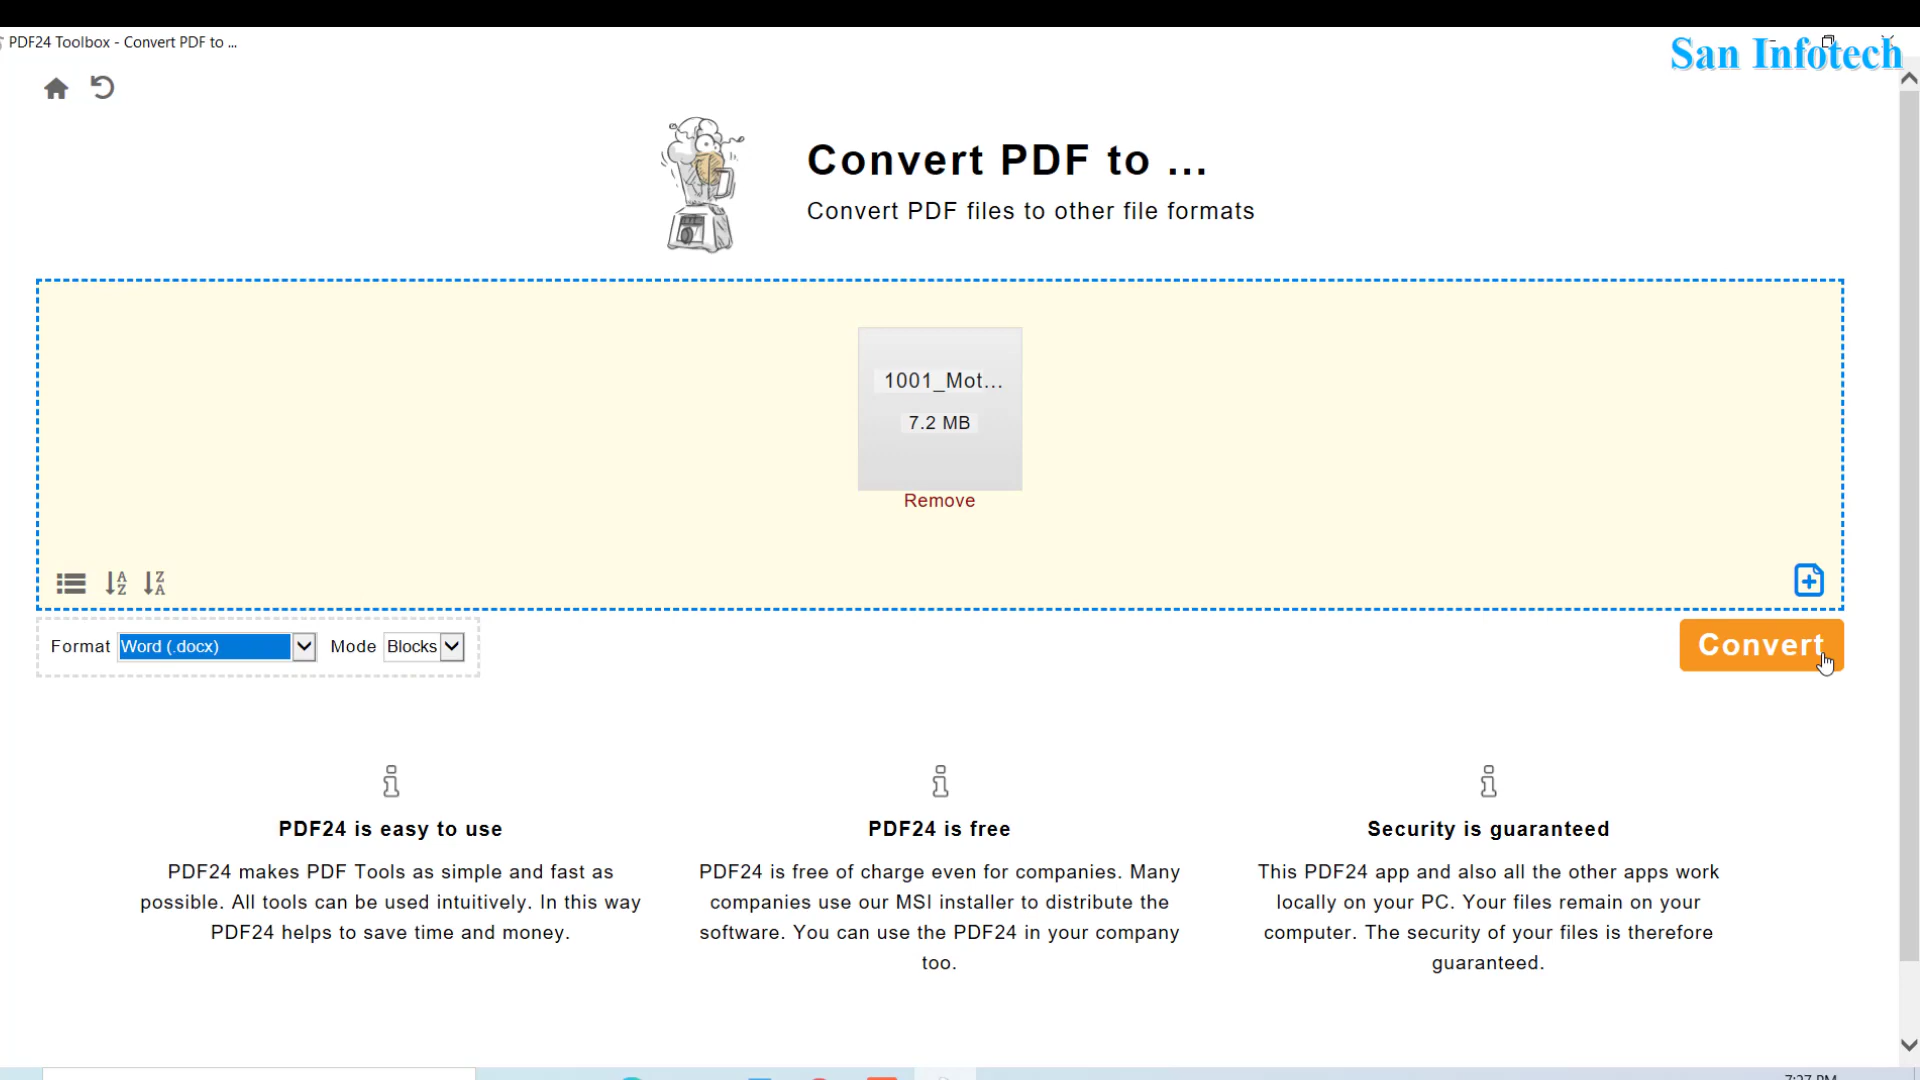 PDF24 Toolbox - Convert PDF to ...
San Infotech
Convert PDF to ...
Convert PDF files to other file formats
1001_Mot...
7.2 MB
Remove
Format Word (.docx) Mode Blocks
Convert
PDF24 is easy to use
PDF24 makes PDF Tools as simple and fast as
possible. All tools can be used intuitively. In this way
PDF24 helps to save time and money.
PDF24 is free
PDF24 is free of charge even for companies. Many
companies use our MSI installer to distribute the
software. You can use the PDF24 in your company
too.
Security is guaranteed
This PDF24 app and also all the other apps work
locally on your PC. Your files remain on your
computer. The security of your files is therefore
guaranteed.
7:27 PM